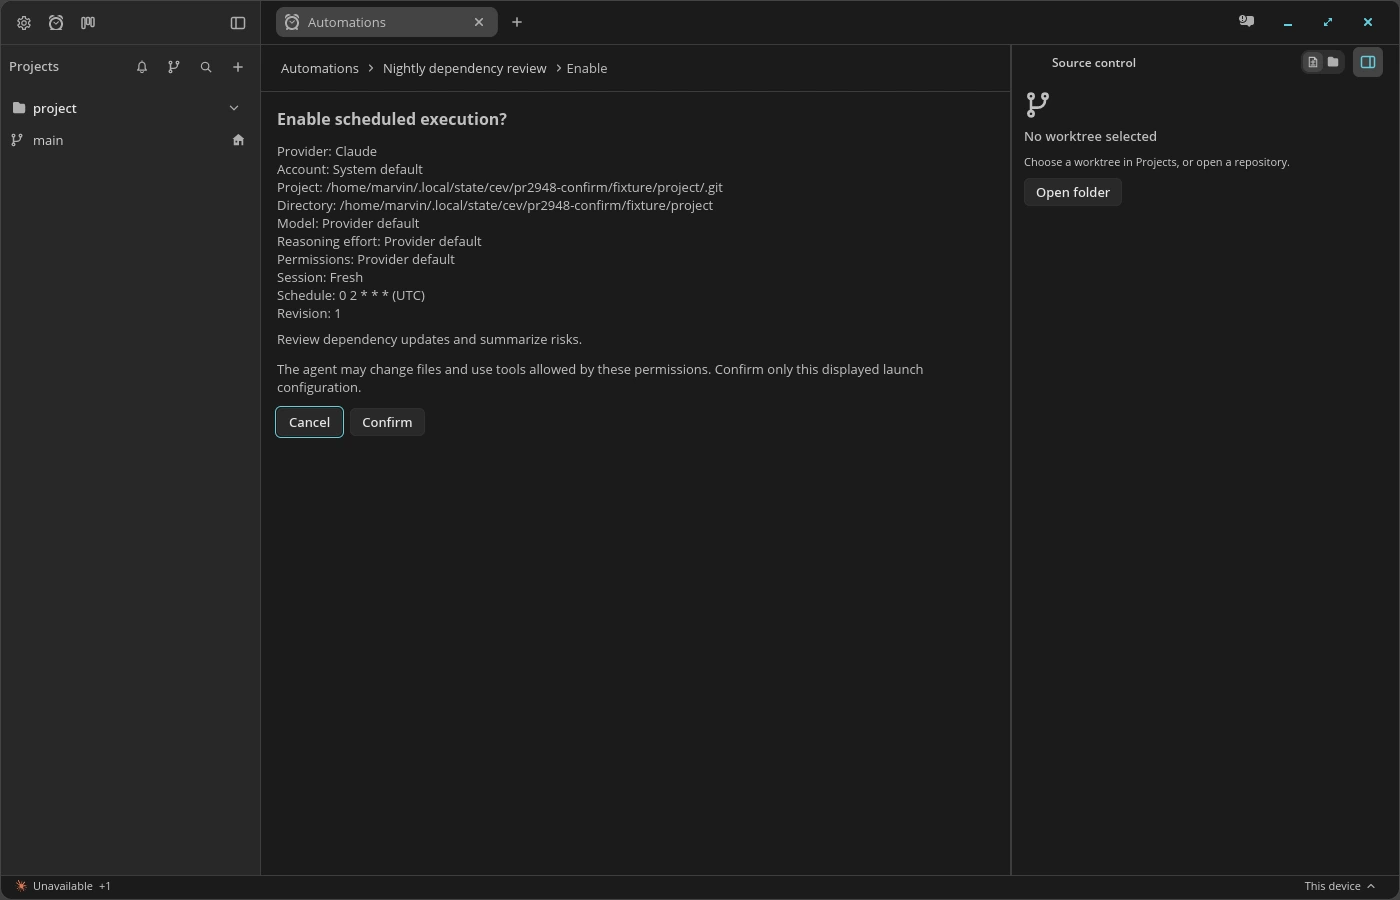 Automations
Projects
project
main
Automations > Nightly dependency review > Enable
Enable scheduled execution?
Provider: Claude
Account: System default
Project: /home/marvin/.local/state/cev/pr2948-confirm/fixture/project/.git
Directory: /home/marvin/.local/state/cev/pr2948-confirm/fixture/project
Model: Provider default
Reasoning effort: Provider default
Permissions: Provider default
Session: Fresh
Schedule: 0 2 * * * (UTC)
Revision: 1
Review dependency updates and summarize risks.
The agent may change files and use tools allowed by these permissions. Confirm only this displayed launch
configuration.
Cancel
Confirm
Source control
No worktree selected
Choose a worktree in Projects, or open a repository.
Open folder
Unavailable +1
This device